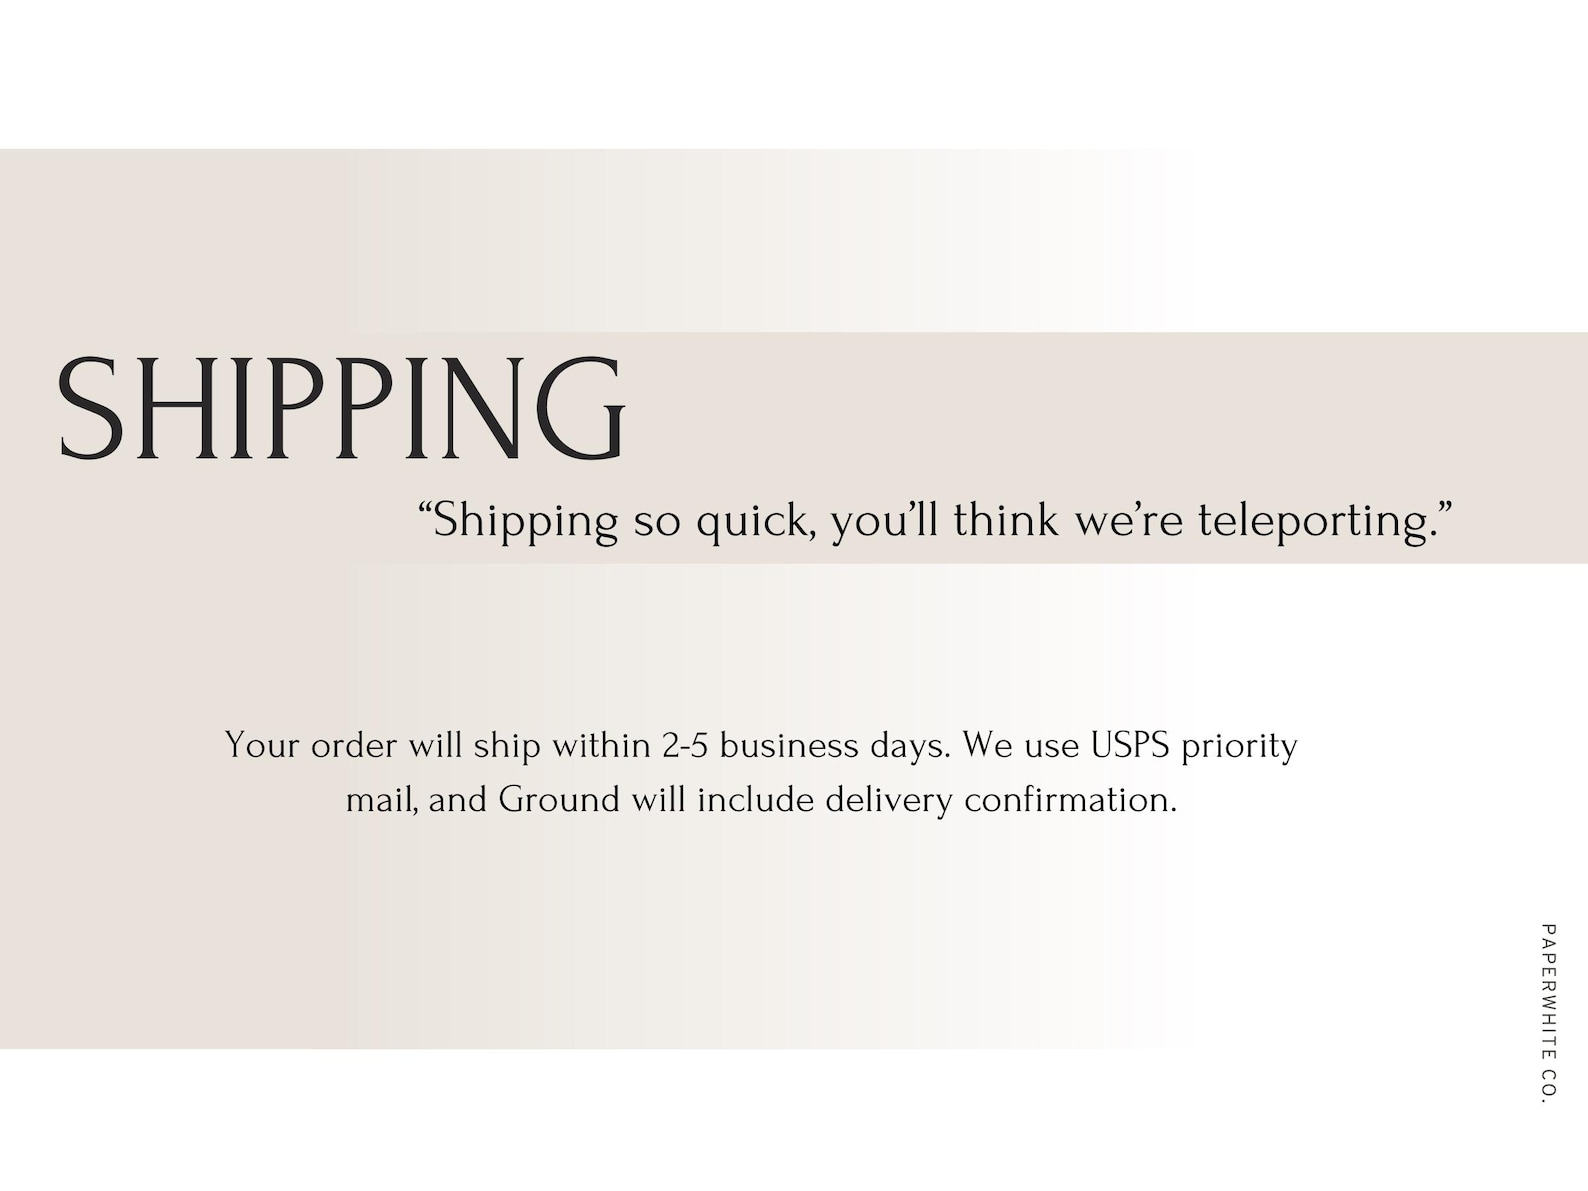 SHIPPING
“Shipping so quick, you’ll think we’re teleporting.”
Your order will ship within 2-5 business days. We use USPS priority
mail, and Ground will include delivery confirmation.
PAPERWHITE CO.